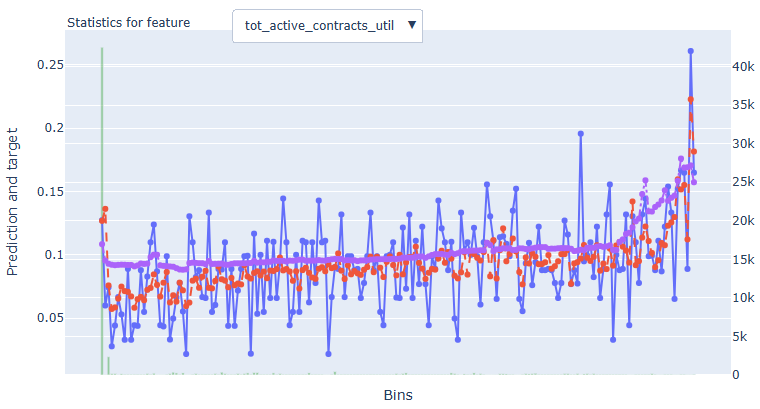 Statistics for feature
tot_active_contracts_util ▼
0.25
0.2
0.15
0.1
0.05
Prediction and target
40k
35k
30k
25k
20k
15k
10k
5k
0
Bins